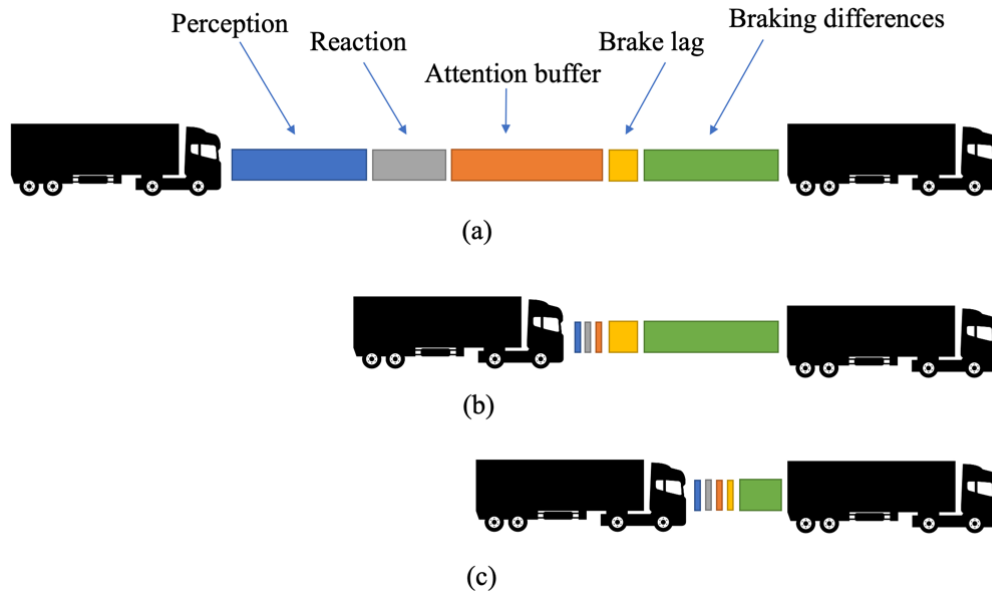 Perception
Reaction
Attention buffer
Brake lag
Braking differences
(a)
(b)
(c)